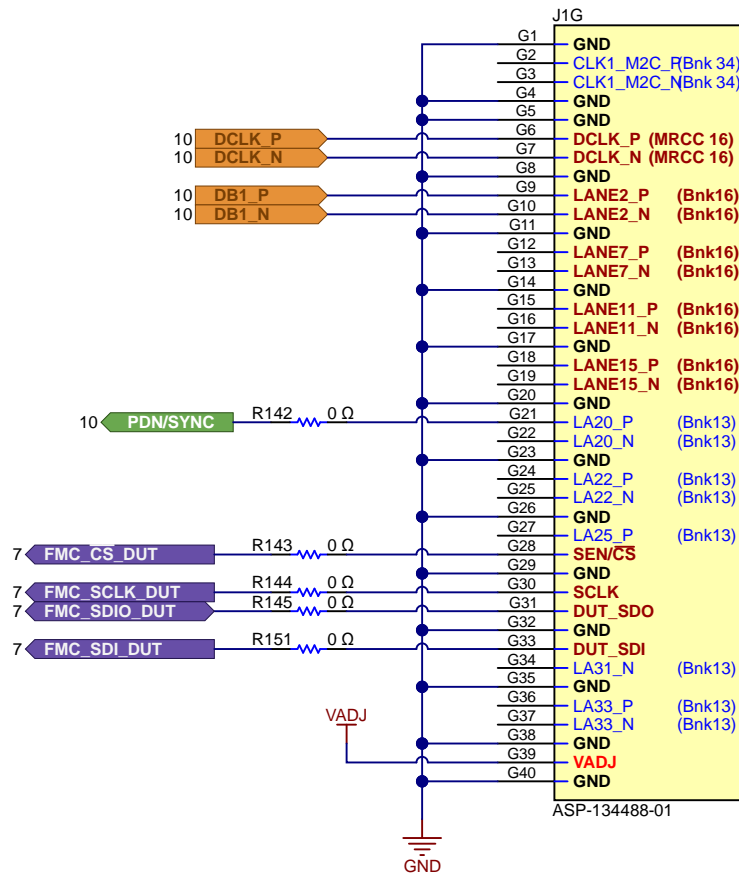 J1G
G1 GND
G2 CLK1_M2C_P(Bnk 34)
G3 CLK1_M2C_N(Bnk 34)
G4 GND
G5 GND
10 DCLK_P G6 DCLK_P (MRCC 16)
10 DCLK_N G7 DCLK_N (MRCC 16)
G8 GND
10 DB1_P G9 LANE2_P (Bnk16)
10 DB1_N G10 LANE2_N (Bnk16)
G11 GND
G12 LANE7_P (Bnk16)
G13 LANE7_N (Bnk16)
G14 GND
G15 LANE11_P (Bnk16)
G16 LANE11_N (Bnk16)
G17 GND
G18 LANE15_P (Bnk16)
G19 LANE15_N (Bnk16)
G20 GND
10 PDN/SYNC R142 0 Ω G21 LA20_P (Bnk13)
G22 LA20_N (Bnk13)
G23 GND
G24 LA22_P (Bnk13)
G25 LA22_N (Bnk13)
G26 GND
G27 LA25_P (Bnk13)
7 FMC_CS_DUT R143 0 Ω G28 SEN/CS
G29 GND
7 FMC_SCLK_DUT R144 0 Ω G30 SCLK
7 FMC_SDIO_DUT R145 0 Ω G31 DUT_SDO
G32 GND
7 FMC_SDI_DUT R151 0 Ω G33 DUT_SDI
G34 LA31_N (Bnk13)
G35 GND
G36 LA33_P (Bnk13)
G37 LA33_N (Bnk13)
VADJ
G38 GND
G39 VADJ
G40 GND
ASP-134488-01
GND